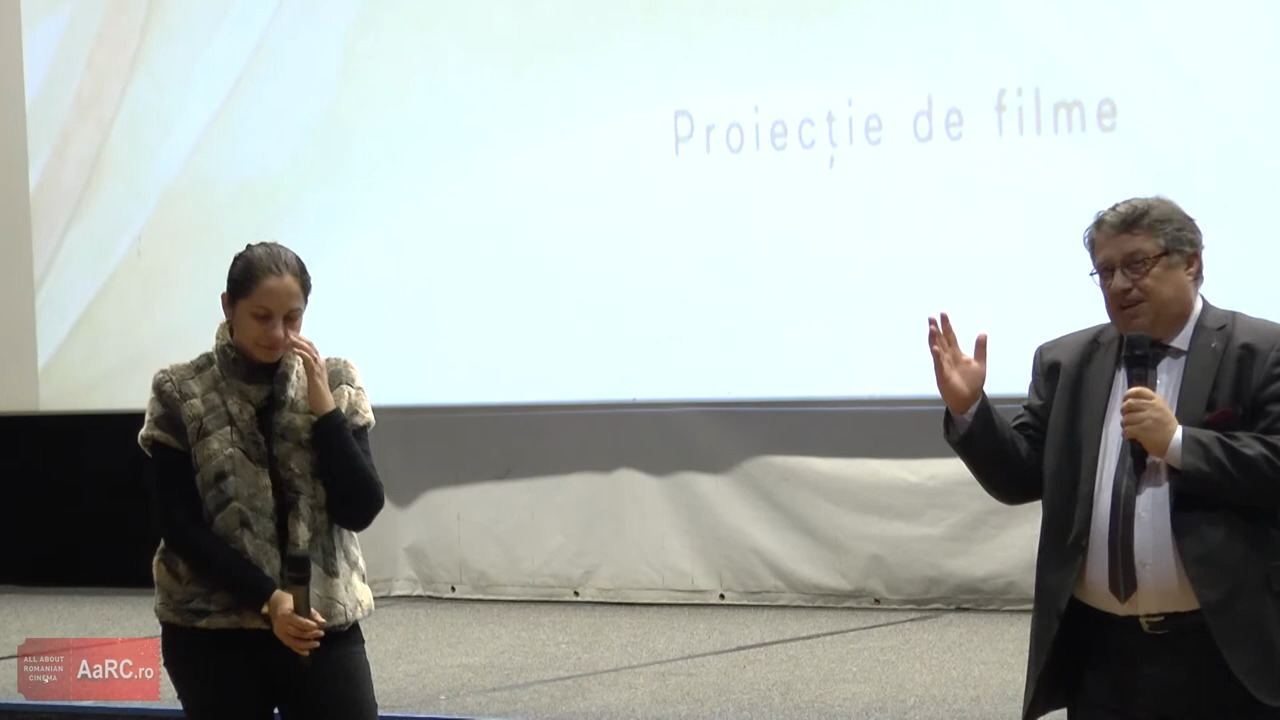 Proiecție de filme
ALL ABOUT
ROMANIAN
CINEMA
AaRC.ro